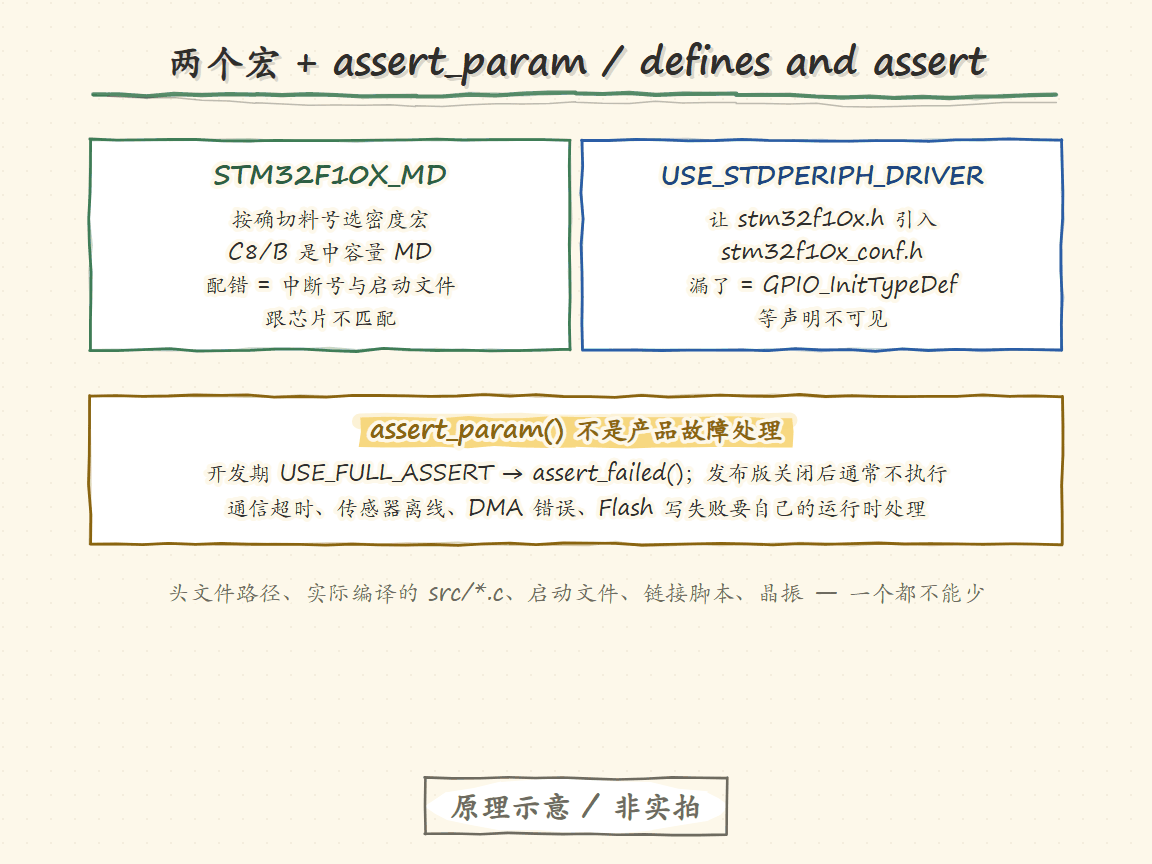 两个宏 + assert_param / defines and assert
STM32F10X_MD
按确切料号选密度宏
C8/B 是中容量 MD
配错 = 中断号与启动文件
跟芯片不匹配
USE_STDPERIPH_DRIVER
让 stm32f10x.h 引入
stm32f10x_conf.h
漏了 = GPIO_InitTypeDef
等声明不可见
assert_param() 不是产品故障处理
开发期 USE_FULL_ASSERT → assert_failed()；发布版关闭后通常不执行
通信超时、传感器离线、DMA 错误、Flash 写失败要自己的运行时处理
头文件路径、实际编译的 src/*.c、启动文件、链接脚本、晶振 — 一个都不能少
原理示意 / 非实拍